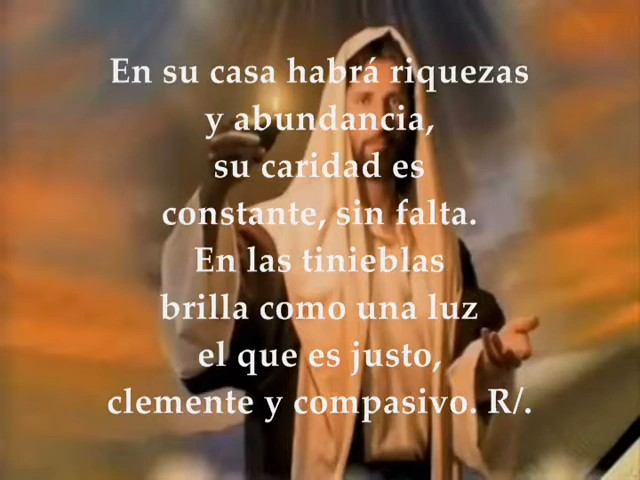 En su casa habrá riquezas
y abundancia,
su caridad es
constante, sin falta.
En las tinieblas
brilla como una luz
el que es justo,
clemente y compasivo. R/.